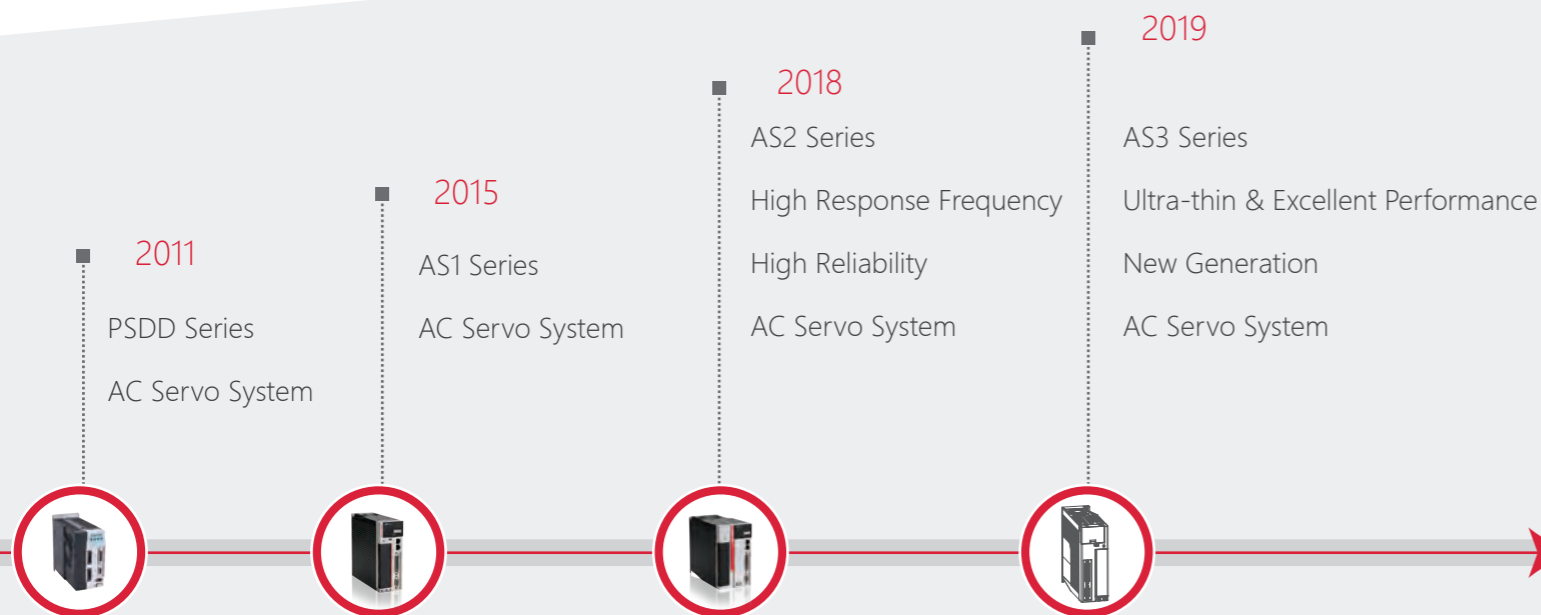 2011
PSDD Series
AC Servo System
2015
AS1 Series
AC Servo System
2018
AS2 Series
High Response Frequency
High Reliability
AC Servo System
2019
AS3 Series
Ultra-thin & Excellent Performance
New Generation
AC Servo System